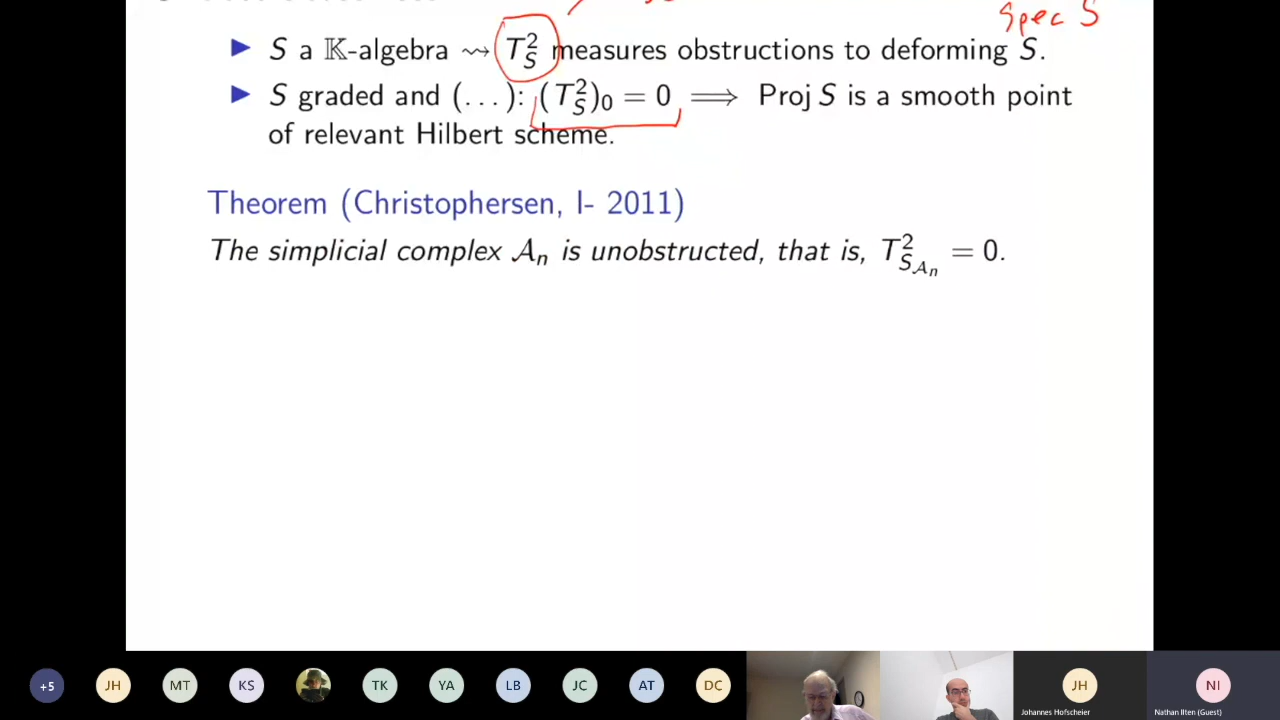 Spec S
▶ S a 𝕂-algebra ⇝ T²_S measures obstructions to deforming S.
▶ S graded and (...): (T²_S)₀ = 0 ⟹ Proj S is a smooth point
of relevant Hilbert scheme.
Theorem (Christophersen, I- 2011)
The simplicial complex 𝒜ₙ is unobstructed, that is, T²_{S_{𝒜ₙ}} = 0.
+5 JH MT KS TK YA LB JC AT DC JH NI
Johannes Hofscheier Nathan Ilten (Guest)